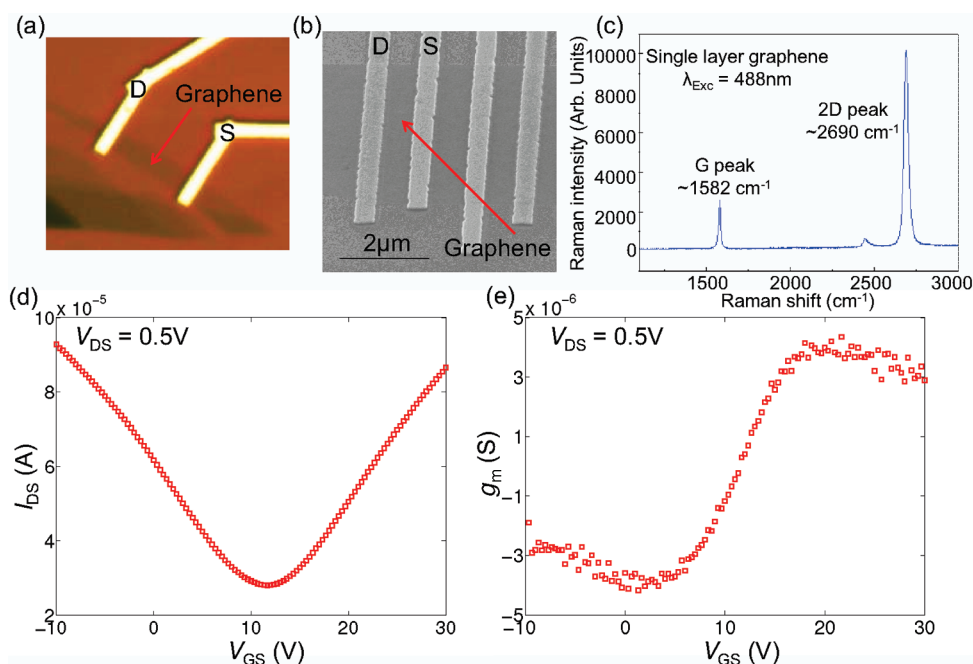 (a)
D
Graphene
S
(b)
D S
2μm
Graphene
(c)
Raman intensity (Arb. Units)
10000
8000
6000
4000
2000
0
Single layer graphene
λExc = 488nm
2D peak
~2690 cm-1
G peak
~1582 cm-1
1500 2000 2500 3000
Raman shift (cm-1)
(d)
10 x 10−5
VDS = 0.5V
8
6
4
2
IDS (A)
−10 0 10 20 30
VGS (V)
(e)
5 x 10−6
VDS = 0.5V
3
1
−1
−3
−5
gm (S)
−10 0 10 20 30
VGS (V)